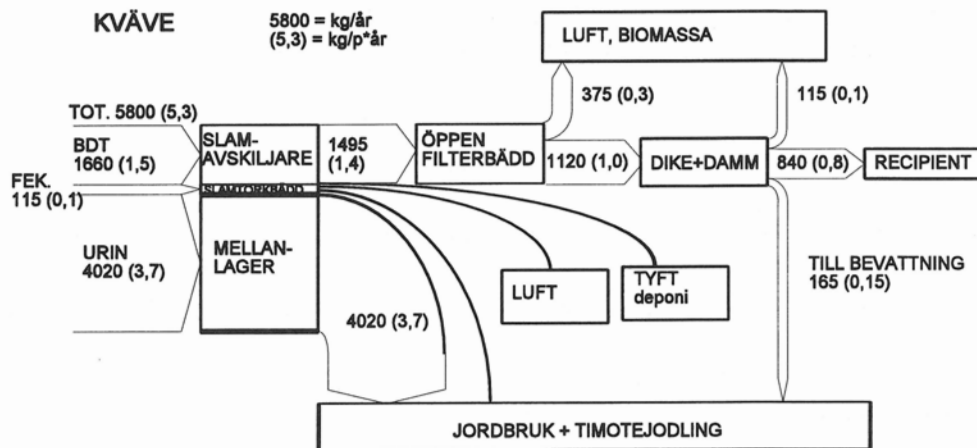 KVÄVE
5800 = kg/år
(5,3) = kg/p*år
LUFT, BIOMASSA
375 (0,3)
115 (0,1)
TOT. 5800 (5,3)
BDT
1660 (1,5)
SLAM-
AVSKILJARE
1495
(1,4)
ÖPPEN
FILTERBÄDD
1120 (1,0)
DIKE+DAMM
840 (0,8)
RECIPIENT
FEK.
115 (0,1)
SLAMTORKBÄDD
URIN
4020 (3,7)
MELLAN-
LAGER
LUFT
TYFT
deponi
TILL BEVATTNING
165 (0,15)
4020 (3,7)
JORDBRUK + TIMOTEJODLING